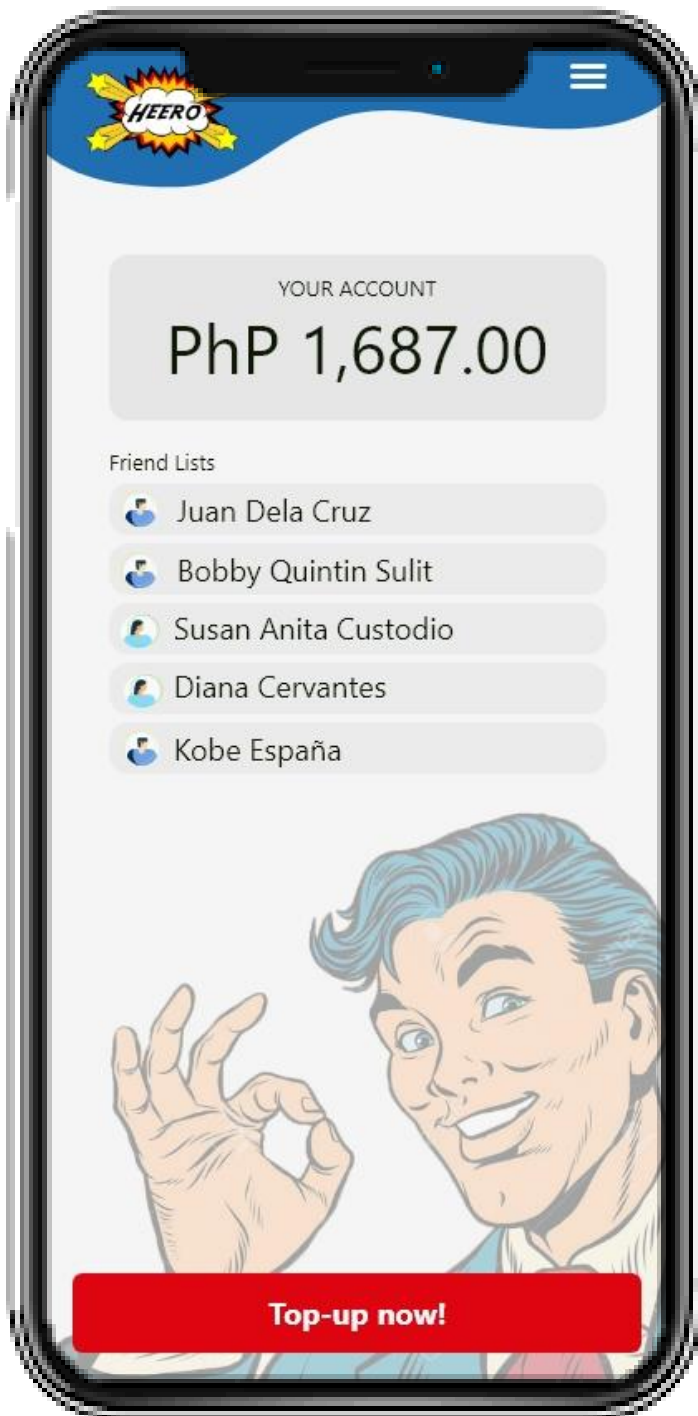 HEERO
YOUR ACCOUNT
PhP 1,687.00
Friend Lists
Juan Dela Cruz
Bobby Quintin Sulit
Susan Anita Custodio
Diana Cervantes
Kobe España
Top-up now!